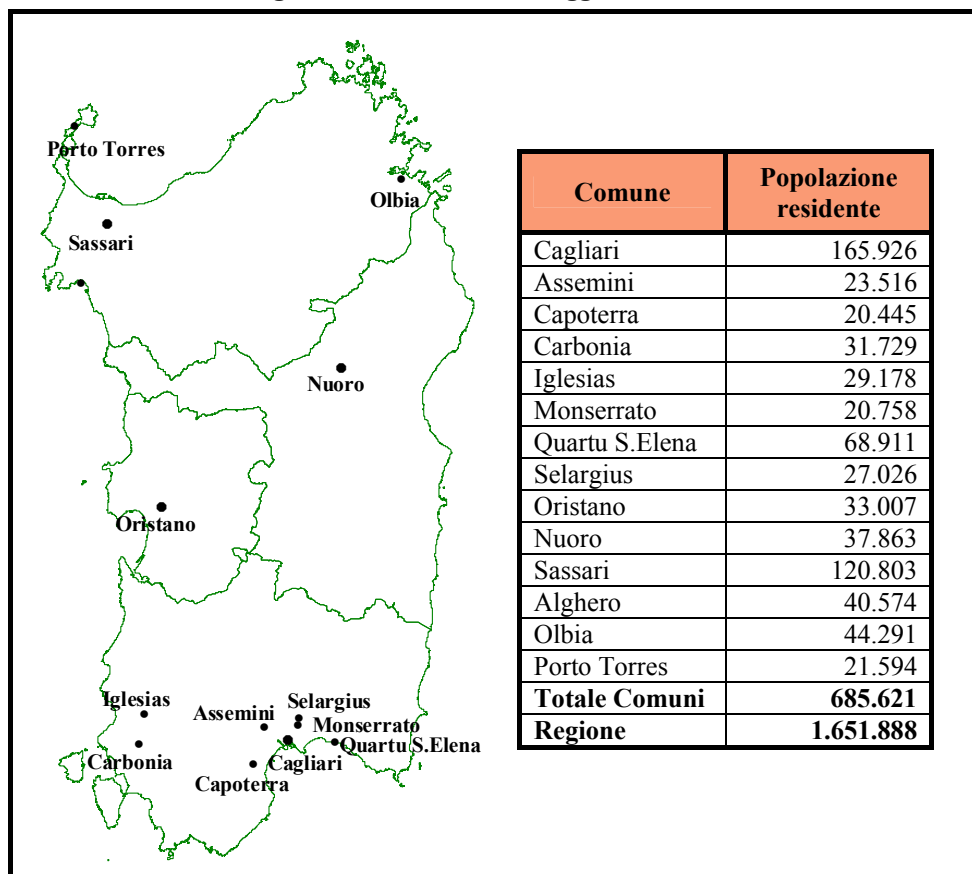 Porto Torres
Olbia
Sassari
Nuoro
Oristano
Iglesias
Selargius
Assemini
Monserrato
Quartu S.Elena
Carbonia
Cagliari
Capoterra
Comune Popolazione residente
Cagliari 165.926
Assemini 23.516
Capoterra 20.445
Carbonia 31.729
Iglesias 29.178
Monserrato 20.758
Quartu S.Elena 68.911
Selargius 27.026
Oristano 33.007
Nuoro 37.863
Sassari 120.803
Alghero 40.574
Olbia 44.291
Porto Torres 21.594
Totale Comuni 685.621
Regione 1.651.888